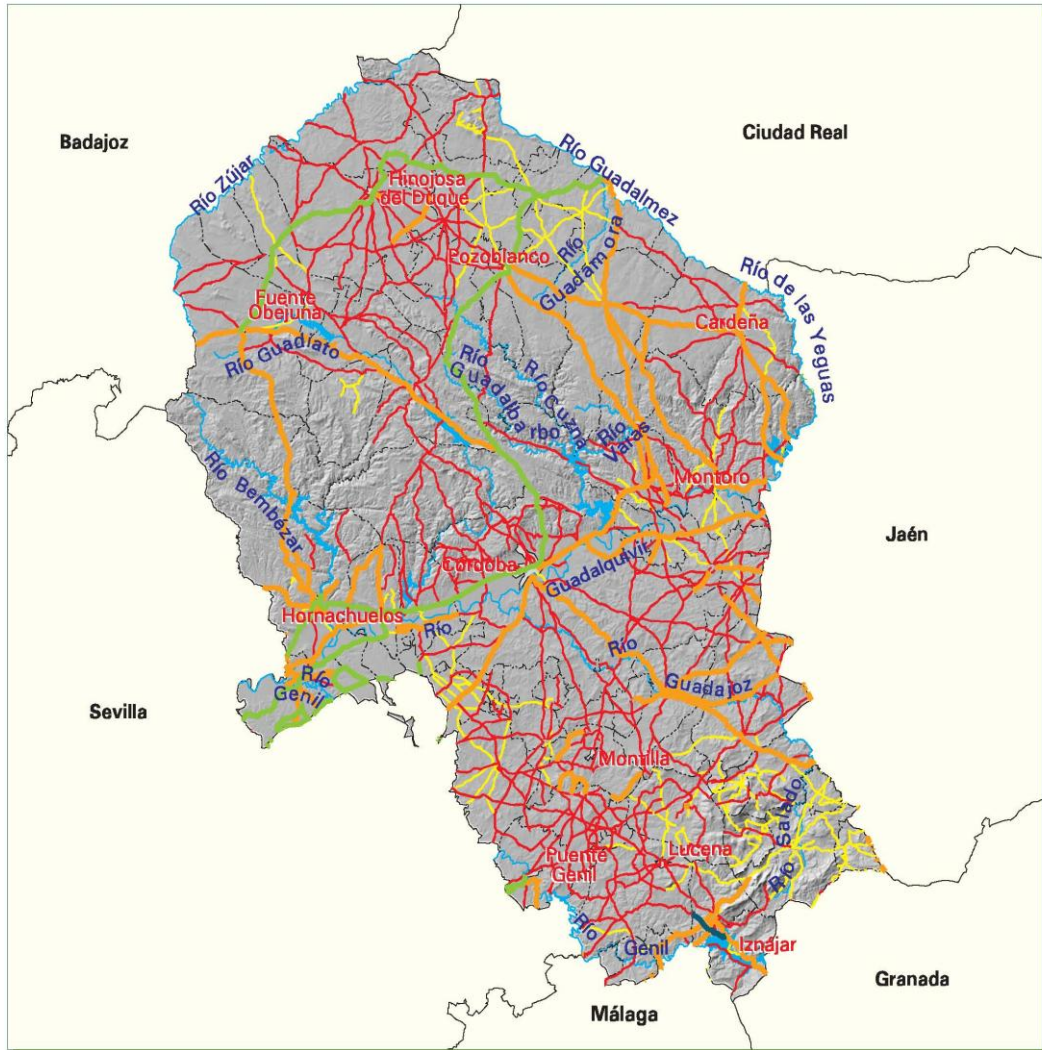 Badajoz
Ciudad Real
Río Zújar
Río Guadalmez
Hinojosa
del Duque
Pozoblanco
Río
Guadámora
Río de las Yeguas
Fuente
Obejuna
Cardeña
Río Guadiato
Río
Guadalbarbo
Río Cuzna
Río
Varas
Montoro
Río Bembézar
Jaén
Córdoba
Guadalquivir
Hornachuelos
Río
Río
Guadajoz
Río
Genil
Sevilla
Montilla
Río Salado
Puente
Genil
Lucena
Río
Genil
Iznájar
Granada
Málaga